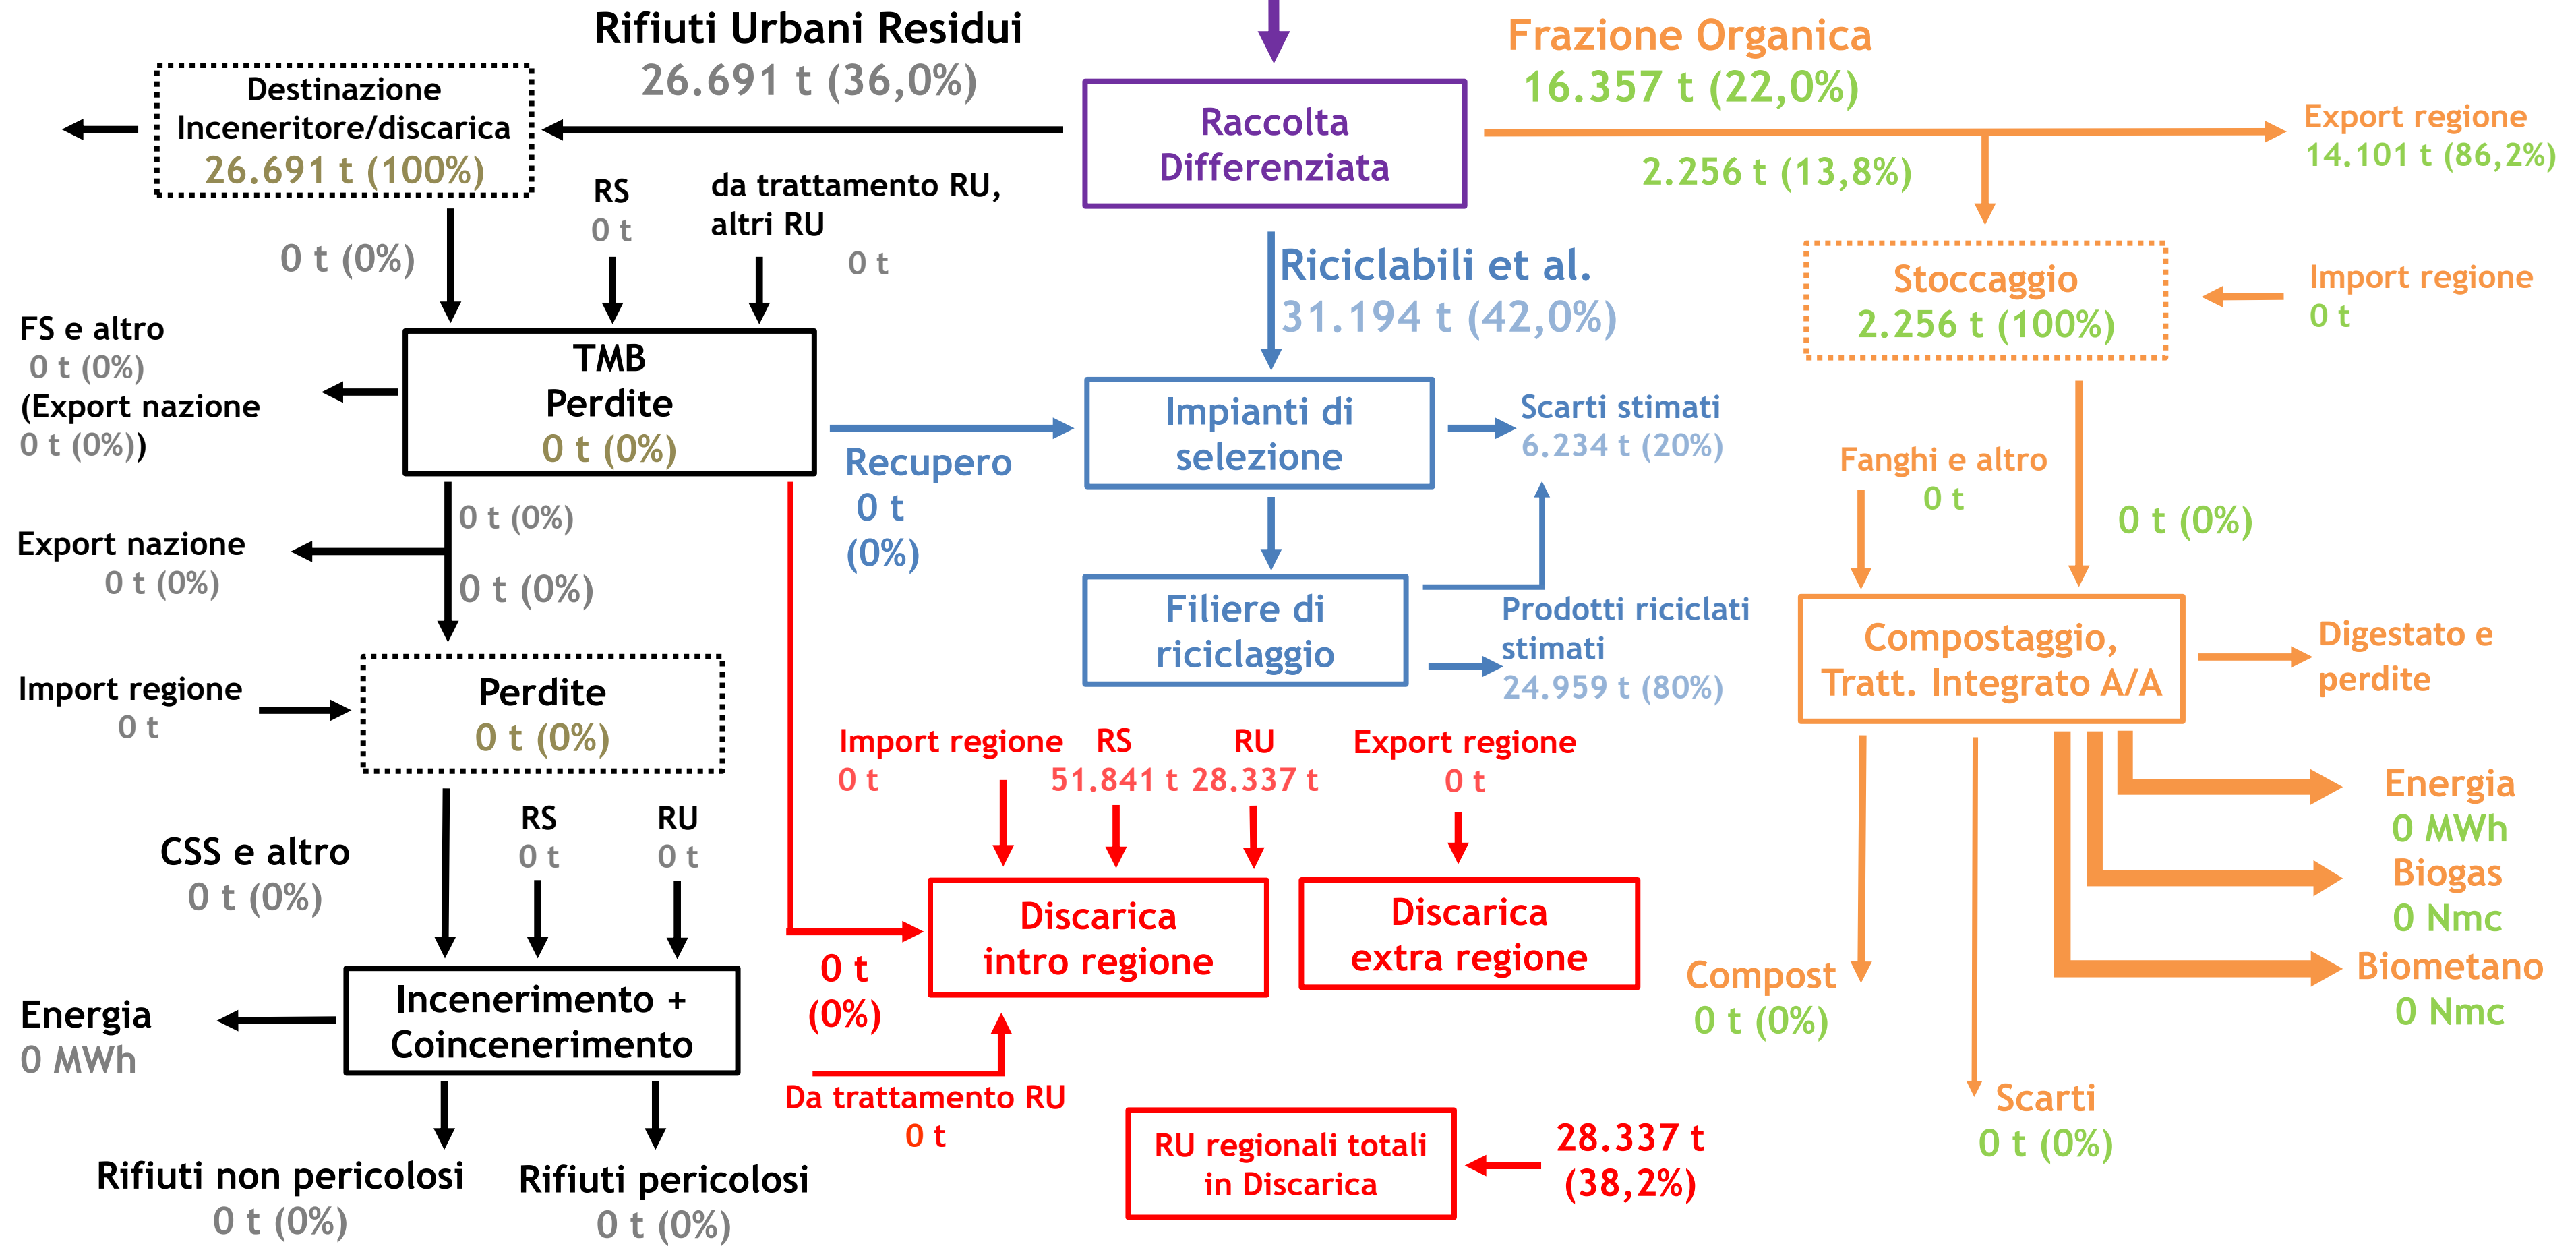 Rifiuti Urbani Residui
26.691 t (36,0%)
Destinazione
Inceneritore/discarica
26.691 t (100%)
0 t (0%)
RS
0 t
da trattamento RU,
altri RU
0 t
FS e altro
0 t (0%)
(Export nazione
0 t (0%))
TMB
Perdite
0 t (0%)
Recupero
0 t
(0%)
0 t (0%)
Export nazione
0 t (0%)
0 t (0%)
Import regione
0 t
Perdite
0 t (0%)
CSS e altro
0 t (0%)
RS
0 t
RU
0 t
Incenerimento +
Coincenerimento
Energia
0 MWh
Rifiuti non pericolosi
0 t (0%)
Rifiuti pericolosi
0 t (0%)
Raccolta
Differenziata
Riciclabili et al.
31.194 t (42,0%)
Impianti di
selezione
Scarti stimati
6.234 t (20%)
Filiere di
riciclaggio
Prodotti riciclati
stimati
24.959 t (80%)
Import regione
0 t
RS
51.841 t
RU
28.337 t
Export regione
0 t
Discarica
intro regione
Discarica
extra regione
0 t
(0%)
Da trattamento RU
0 t
RU regionali totali
in Discarica
28.337 t
(38,2%)
Frazione Organica
16.357 t (22,0%)
2.256 t (13,8%)
Export regione
14.101 t (86,2%)
Stoccaggio
2.256 t (100%)
Import regione
0 t
Fanghi e altro
0 t
0 t (0%)
Compostaggio,
Tratt. Integrato A/A
Digestato e
perdite
Energia
0 MWh
Biogas
0 Nmc
Biometano
0 Nmc
Compost
0 t (0%)
Scarti
0 t (0%)